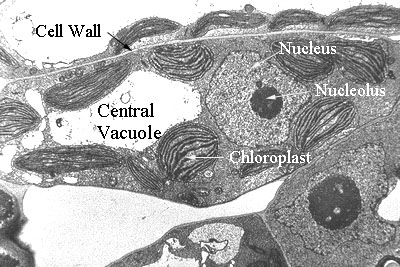 Cell Wall
Nucleus
Nucleolus
Central
Vacuole
Chloroplast